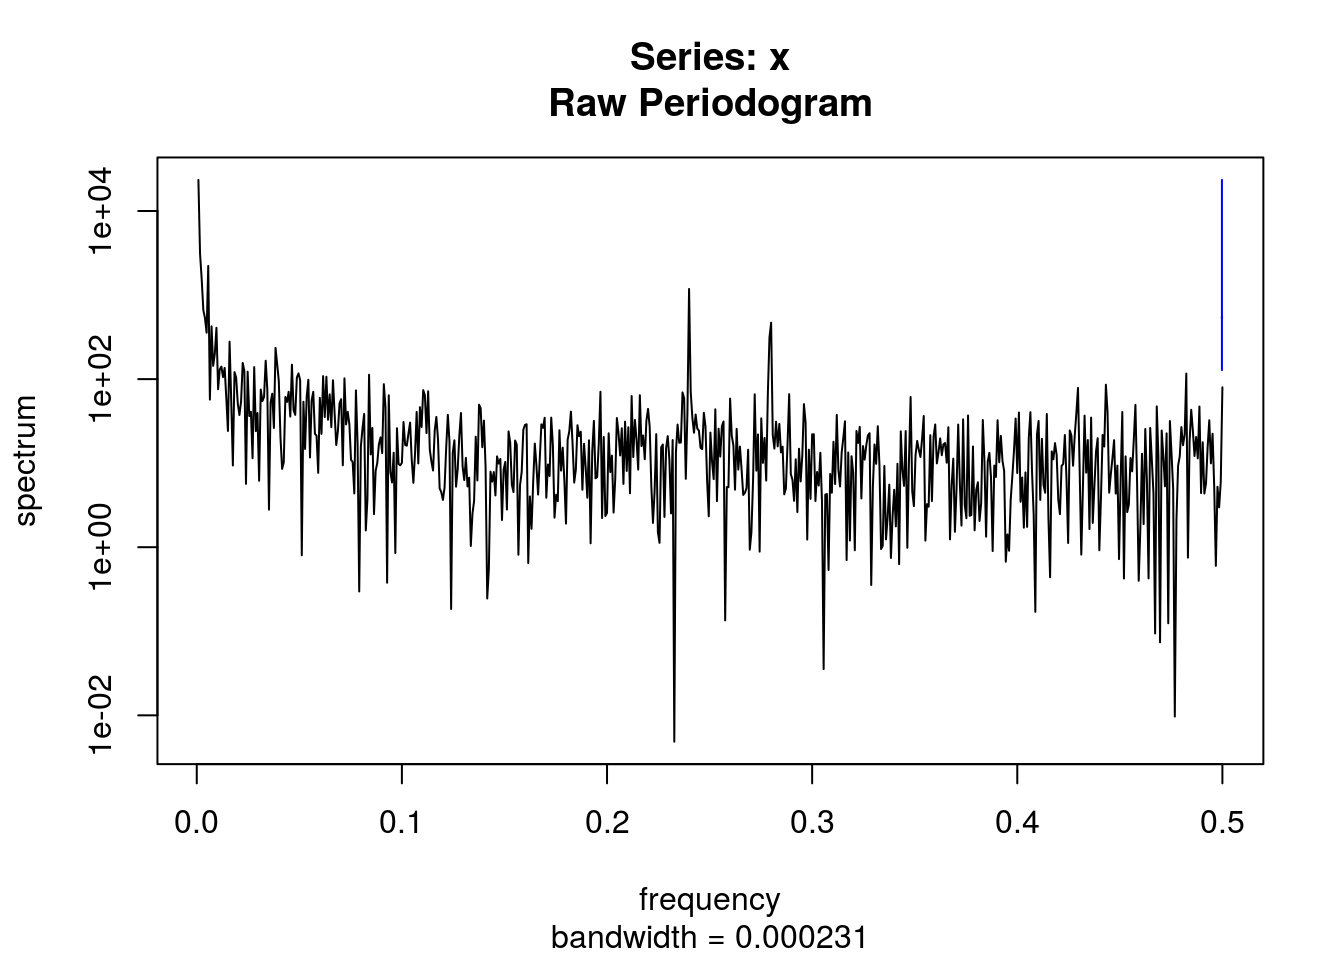 Series: x
Raw Periodogram
spectrum
1e+04
1e+02
1e+00
1e-02
0.0 0.1 0.2 0.3 0.4 0.5
frequency
bandwidth = 0.000231